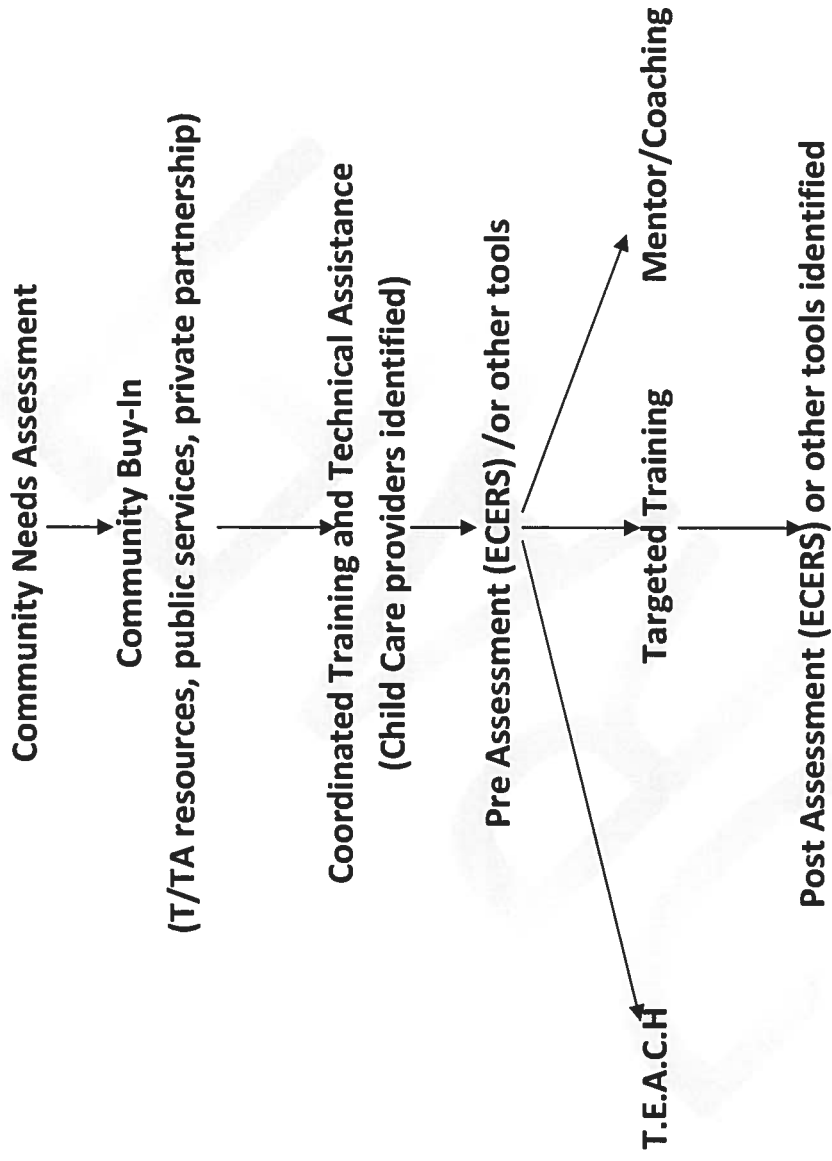 Community Needs Assessment
Community Buy-In
(T/TA resources, public services, private partnership)
Coordinated Training and Technical Assistance
(Child Care providers identified)
Pre Assessment (ECERS) /or other tools
T.E.A.C.H
Targeted Training
Mentor/Coaching
Post Assessment (ECERS) or other tools identified